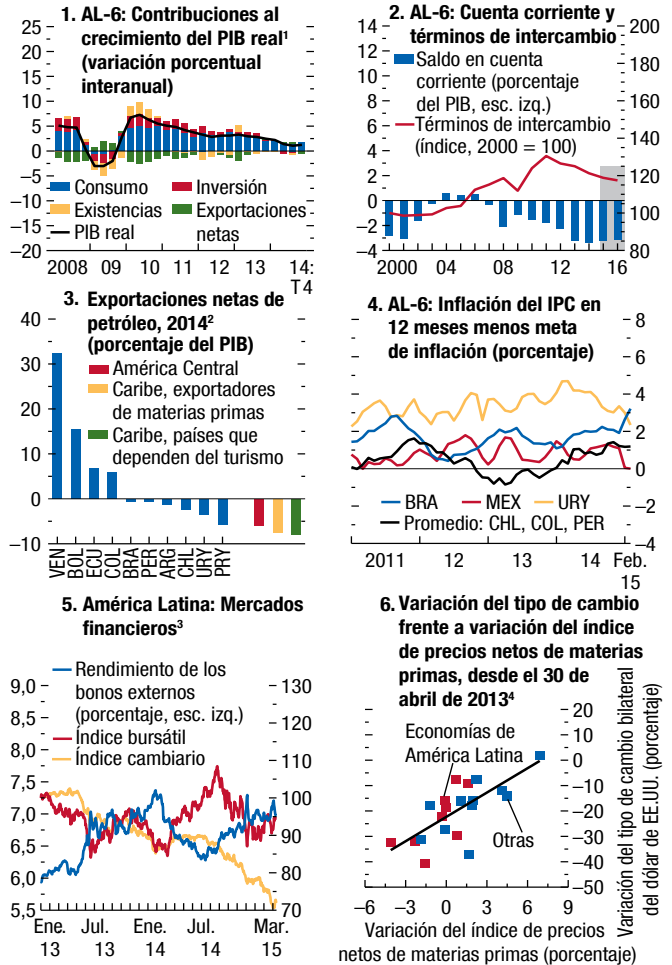 1. AL-6: Contribuciones al
crecimiento del PIB real¹
(variación porcentual
interanual)
25
20
15
10
5
0
−5
−10
−15
−20
Consumo
Inversión
Existencias
Exportaciones
netas
PIB real
2008 09 10 11 12 13 14:
T4
2. AL-6: Cuenta corriente y
términos de intercambio
14
12
10
8
6
4
2
0
−2
−4
200
180
160
140
120
100
80
Saldo en cuenta
corriente (porcentaje
del PIB, esc. izq.)
Términos de intercambio
(índice, 2000 = 100)
2000 04 08 12 16
3. Exportaciones netas de
petróleo, 2014²
(porcentaje del PIB)
40
30
20
10
0
−10
América Central
Caribe, exportadores
de materias primas
Caribe, países que
dependen del turismo
VEN
BOL
ECU
COL
BRA
PER
ARG
CHL
URY
PRY
4. AL-6: Inflación del IPC en
12 meses menos meta
de inflación (porcentaje)
8
6
4
2
0
−2
−4
BRA MEX URY
Promedio: CHL, COL, PER
2011 12 13 14 Feb.
15
5. América Latina: Mercados
financieros³
9,0
8,5
8,0
7,5
7,0
6,5
6,0
5,5
130
120
110
100
90
80
70
Rendimiento de los
bonos externos
(porcentaje, esc. izq.)
Índice bursátil
Índice cambiario
Ene. Jul. Ene. Jul. Mar.
13 13 14 14 15
6. Variación del tipo de cambio
frente a variación del índice
de precios netos de materias
primas, desde el 30 de
abril de 2013⁴
20
10
0
−10
−20
−30
−40
−50
Economías de
América Latina
Otras
Variación del tipo de cambio bilateral
del dólar de EE.UU. (porcentaje)
−6 −3 0 3 6 9
Variación del índice de precios
netos de materias primas (porcentaje)